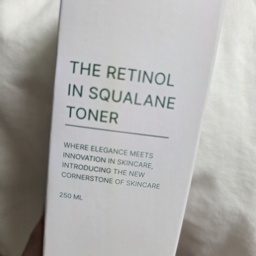 THE RETINOL
IN SQUALANE
TONER
WHERE ELEGANCE MEETS
INNOVATION IN SKINCARE,
INTRODUCING THE NEW
CORNERSTONE OF SKINCARE
250 ML